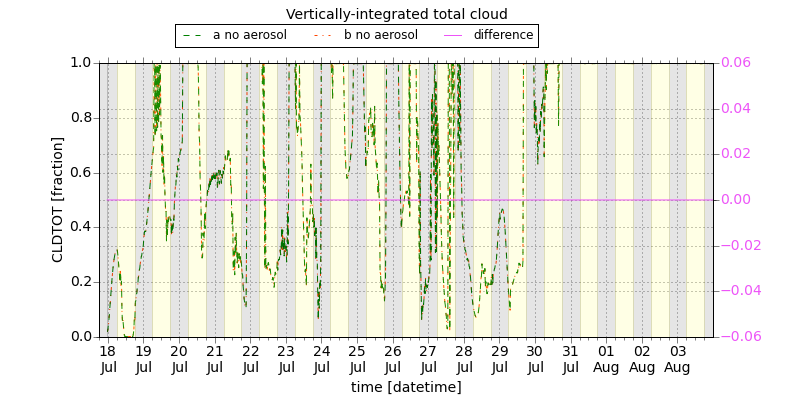 Vertically-integrated total cloud
a no aerosol b no aerosol difference
CLDTOT [fraction]
1.0
0.8
0.6
0.4
0.2
0.0
0.06
0.04
0.02
0.00
−0.02
−0.04
−0.06
18 19 20 21 22 23 24 25 26 27 28 29 30 31 01 02 03
Jul Jul Jul Jul Jul Jul Jul Jul Jul Jul Jul Jul Jul Jul Aug Aug Aug
time [datetime]